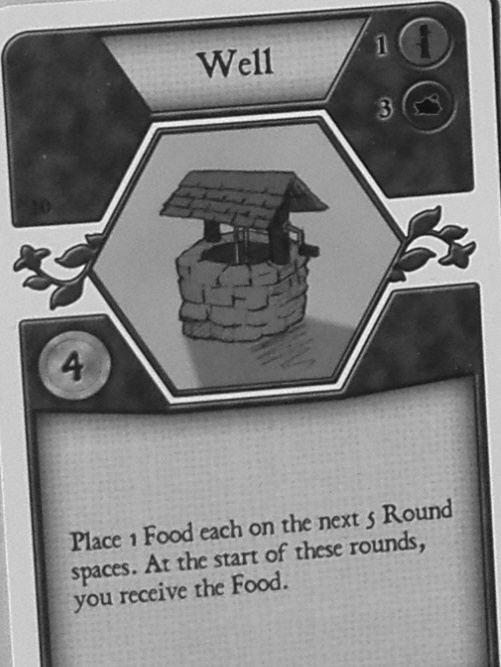 Well
1
3
10
4
Place 1 Food each on the next 5 Round
spaces. At the start of these rounds,
you receive the Food.